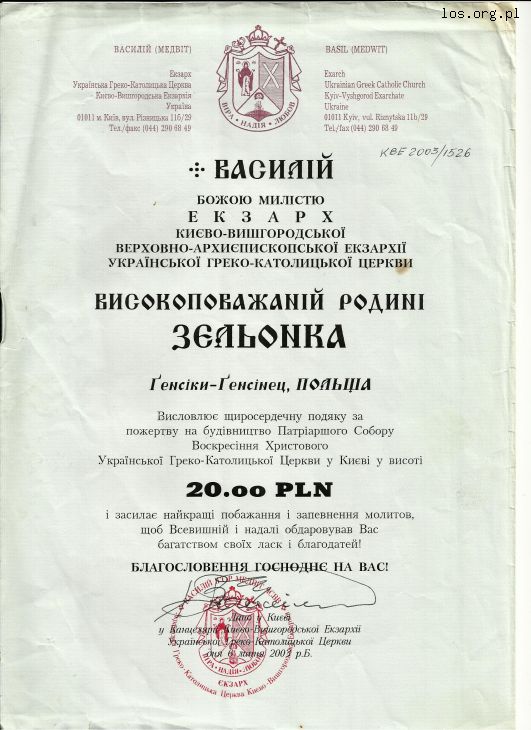 los.org.pl
ВАСИЛІЙ (МЕДВІТ)
Екзарх
Українська Греко-Католицька Церква
Києво-Вишгородська Екзархія
Україна
01011 м. Київ, вул. Різницька 11б/29
Тел./факс (044) 290 68 49
ВІРА • НАДІЯ • ЛЮБОВ
BASIL (MEDWIT)
Exarch
Ukrainian Greek Catholic Church
Kyiv-Vyshgorod Exarchate
Ukraine
01011 Kyiv, vul. Riznytska 11b/29
Tel./fax (044) 290 68 49
КВЕ 2003/1526
ВАСИЛІЙ
БОЖОЮ МИЛІСТЮ
ЕКЗАРХ
КИЄВО-ВИШГОРОДСЬКОЇ
ВЕРХОВНО-АРХИЄПИСКОПСЬКОЇ ЕКЗАРХІЇ
УКРАЇНСЬКОЇ ГРЕКО-КАТОЛИЦЬКОЇ ЦЕРКВИ
ВИСОКОПОВАЖАНІЙ РОДИНІ
ЗЕЛЬОНКА
Ґенсіки-Ґенсінец, ПОЛЬЩА
Висловлює щиросердечну подяку за
пожертву на будівництво Патріаршого Собору
Воскресіння Христового
Української Греко-Католицької Церкви у Києві у висоті
20.00 PLN
і засилає найкращі побажання і запевнення молитов,
щоб Всевишній і надалі обдаровував Вас
багатством своїх ласк і благодатей!
БЛАГОСЛОВЕННЯ ГОСПОДНЄ НА ВАС!
Дано у Києві
у Канцелярії Києво-Вишгородської Екзархії
Української Греко-Католицької Церкви
дня 6 липня 2003 р.Б.
ВІРА • НАДІЯ • ЛЮБОВ
ЕКЗАРХ